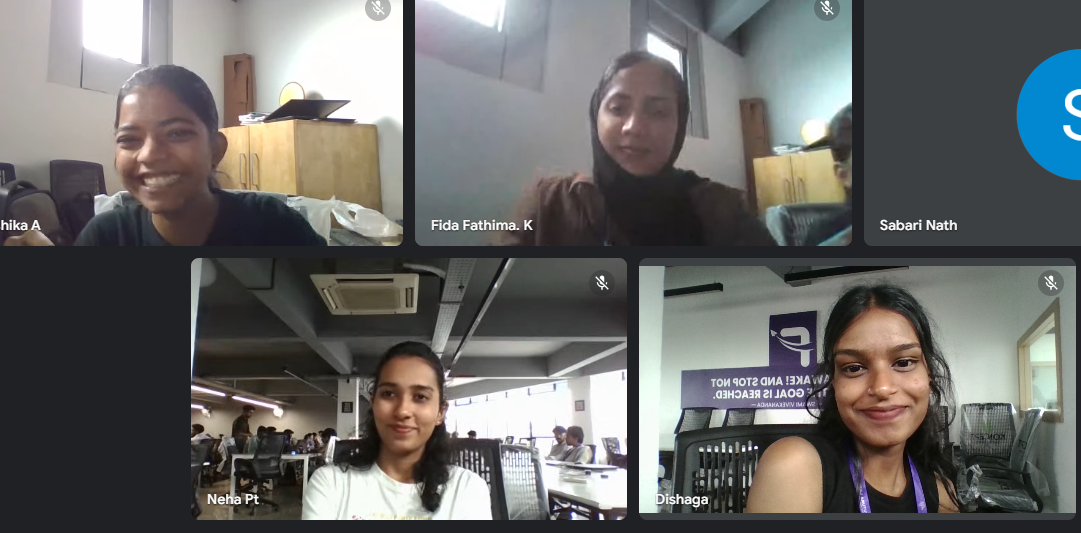 hika A
Fida Fathima. K
S
Sabari Nath
Neha Pt
AWAKE! AND STOP NOT
E GOAL IS REACHED.
Dishaga